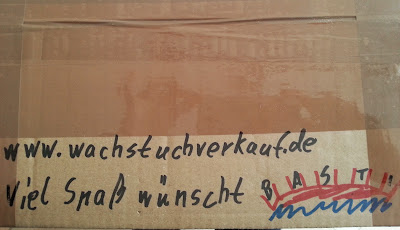 www.wachstuchverkauf.de
Viel Spaß wünscht BASTI